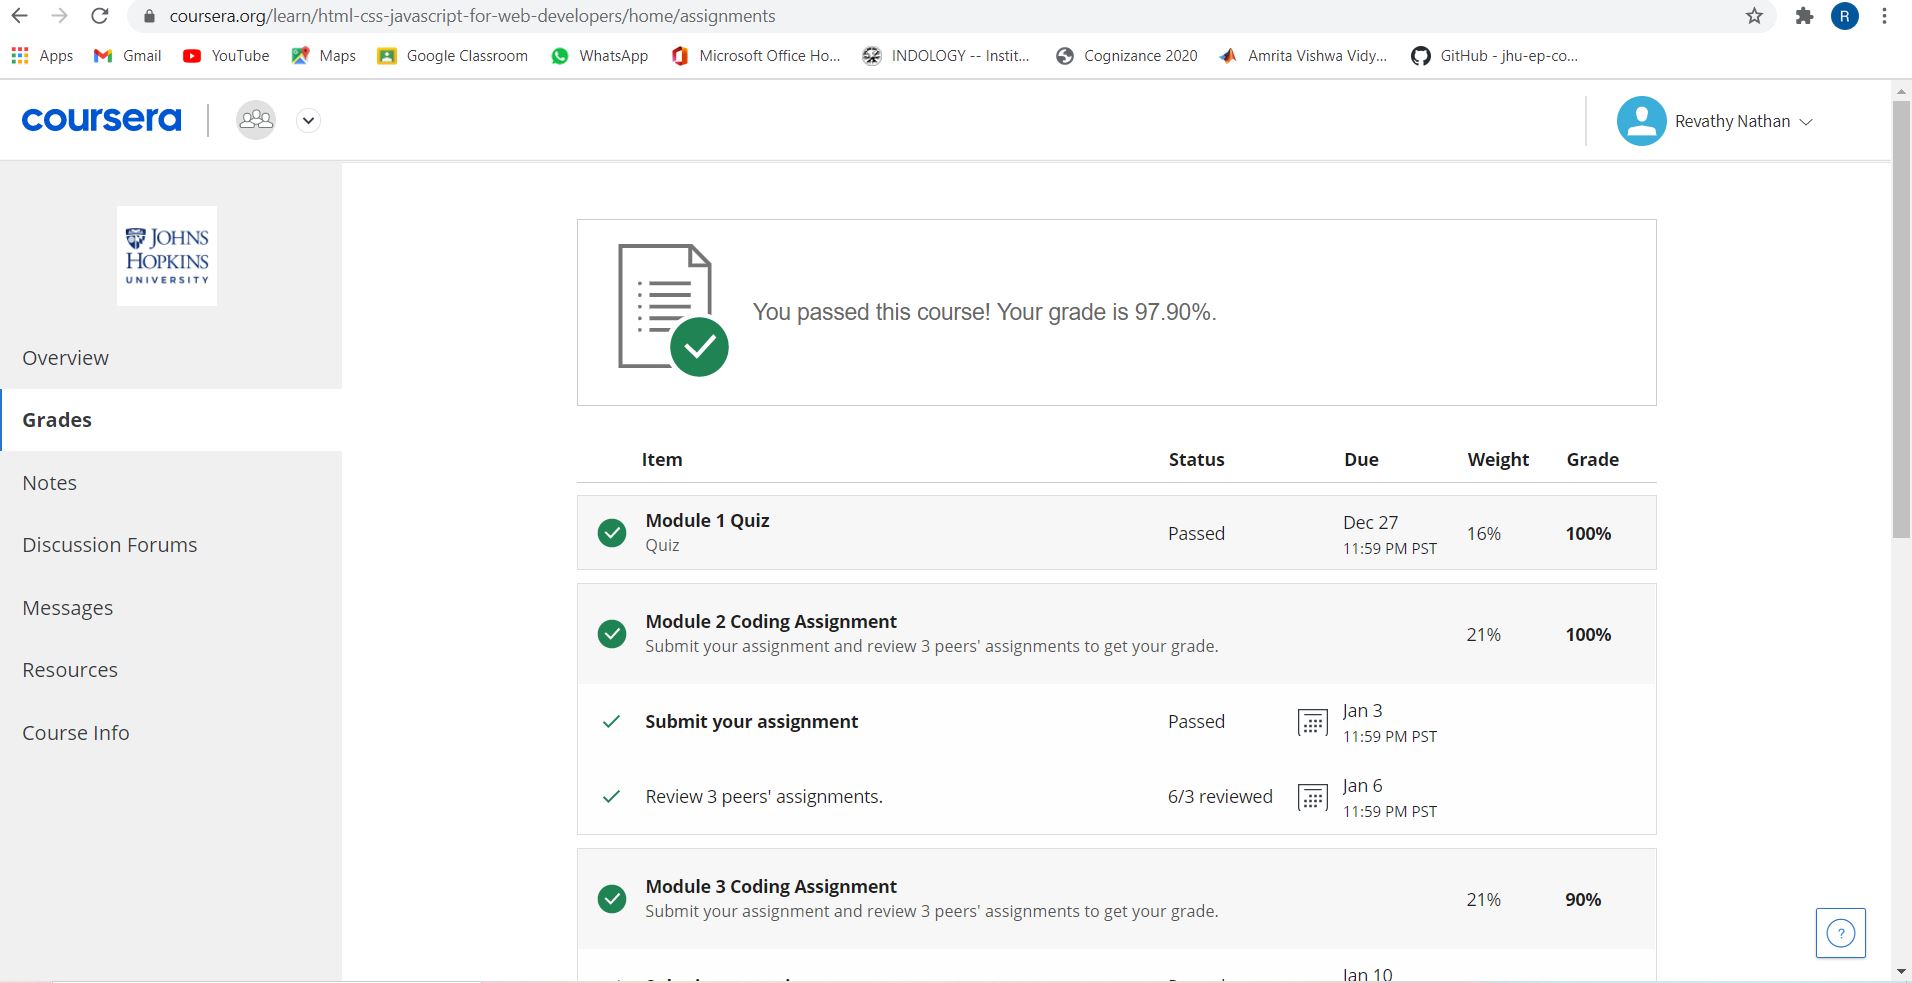 coursera.org/learn/html-css-javascript-for-web-developers/home/assignments
R
Apps Gmail YouTube Maps Google Classroom WhatsApp Microsoft Office Ho... INDOLOGY -- Instit... Cognizance 2020 Amrita Vishwa Vidy... GitHub - jhu-ep-co...
coursera
Revathy Nathan
JOHNS
HOPKINS
UNIVERSITY
Overview
Grades
Notes
Discussion Forums
Messages
Resources
Course Info
You passed this course! Your grade is 97.90%.
Item Status Due Weight Grade
Module 1 Quiz
Quiz
Passed
Dec 27
11:59 PM PST
16%
100%
Module 2 Coding Assignment
Submit your assignment and review 3 peers' assignments to get your grade.
21%
100%
Submit your assignment
Passed
Jan 3
11:59 PM PST
Review 3 peers' assignments.
6/3 reviewed
Jan 6
11:59 PM PST
Module 3 Coding Assignment
Submit your assignment and review 3 peers' assignments to get your grade.
21%
90%
Jan 10
?